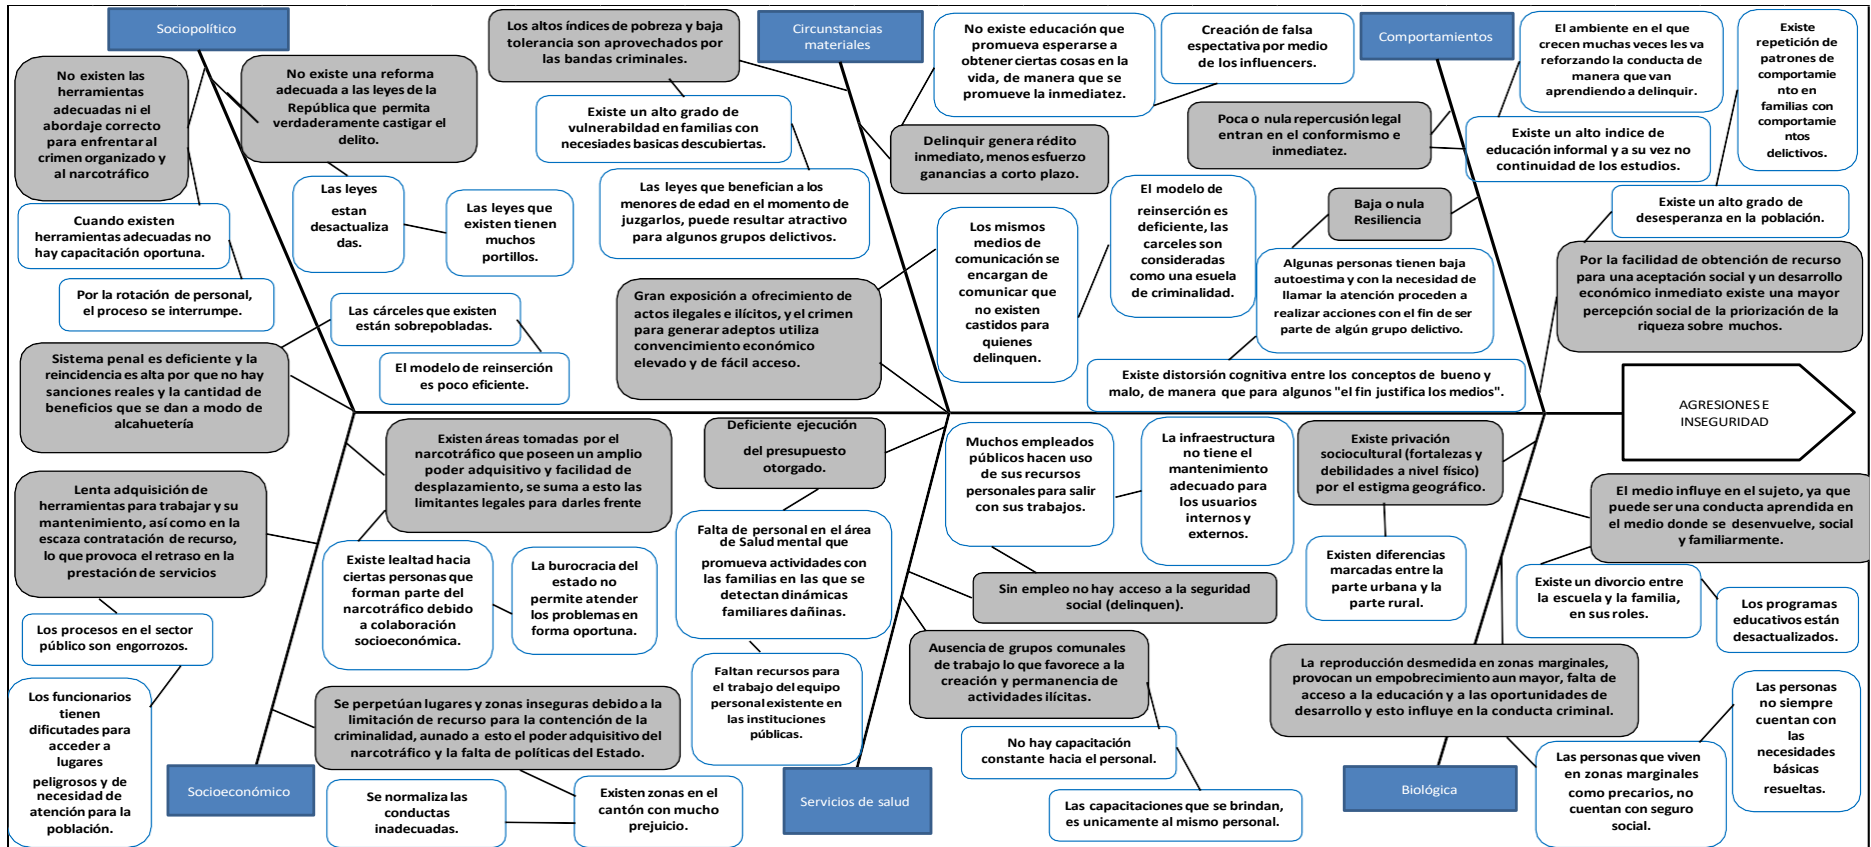 Sociopolítico
No existen las
herramientas
adecuadas ni el
abordaje correcto
para enfrentar al
crimen organizado y
al narcotráfico
No existe una reforma
adecuada a las leyes de la
República que permita
verdaderamente castigar el
delito.
Cuando existen
herramientas adecuadas no
hay capacitación oportuna.
Por la rotación de personal,
el proceso se interrumpe.
Las leyes
estan
desactualiza
das.
Las leyes que
existen tienen
muchos
portillos.
Las cárceles que existen
están sobrepobladas.
El modelo de reinserción
es poco eficiente.
Sistema penal es deficiente y la
reincidencia es alta por que no hay
sanciones reales y la cantidad de
beneficios que se dan a modo de
alcahuetería
Circunstancias
materiales
Los altos índices de pobreza y baja
tolerancia son aprovechados por
las bandas criminales.
Existe un alto grado de
vulnerabildad en familias con
necesiades basicas descubiertas.
Las leyes que benefician a los
menores de edad en el momento de
juzgarlos, puede resultar atractivo
para algunos grupos delictivos.
No existe educación que
promueva esperarse a
obtener ciertas cosas en la
vida, de manera que se
promueve la inmediatez.
Creación de falsa
espectativa por medio
de los influencers.
Delinquir genera rédito
inmediato, menos esfuerzo
ganancias a corto plazo.
Gran exposición a ofrecimiento de
actos ilegales e ilícitos, y el crimen
para generar adeptos utiliza
convencimiento económico
elevado y de fácil acceso.
Los mismos
medios de
comunicación se
encargan de
comunicar que
no existen
castidos para
quienes
delinquen.
El modelo de
reinserción es
deficiente, las
carceles son
consideradas
como una esuela
de criminalidad.
Comportamientos
El ambiente en el que
crecen muchas veces les va
reforzando la conducta de
manera que van
aprendiendo a delinquir.
Existe
repetición de
patrones de
comportamie
nto en
familias con
comportamie
ntos
delictivos.
Poca o nula repercusión legal
entran en el conformismo e
inmediatez.
Existe un alto indice de
educación informal y a su vez no
continuidad de los estudios.
Baja o nula
Resiliencia
Existe un alto grado de
desesperanza en la población.
Algunas personas tienen baja
autoestima y con la necesidad de
llamar la atención proceden a
realizar acciones con el fin de ser
parte de algún grupo delictivo.
Por la facilidad de obtención de recurso
para una aceptación social y un desarrollo
económico inmediato existe una mayor
percepción social de la priorización de la
riqueza sobre muchos.
Existe distorsión cognitiva entre los conceptos de bueno y
malo, de manera que para algunos "el fin justifica los medios".
AGRESIONES E
INSEGURIDAD
Existen áreas tomadas por el
narcotráfico que poseen un amplio
poder adquisitivo y facilidad de
desplazamiento, se suma a esto las
limitantes legales para darles frente
Lenta adquisición de
herramientas para trabajar y su
mantenimiento, así como en la
escaza contratación de recurso,
lo que provoca el retraso en la
prestación de servicios
Existe lealtad hacia
ciertas personas que
forman parte del
narcotráfico debido
a colaboración
socioeconómica.
La burocracia del
estado no
permite atender
los problemas en
forma oportuna.
Los procesos en el sector
público son engorrozos.
Los funcionarios
tienen
dificutades para
acceder a
lugares
peligrosos y de
necesidad de
atención para la
población.
Se perpetúan lugares y zonas inseguras debido a la
limitación de recurso para la contención de la
criminalidad, aunado a esto el poder adquisitivo del
narcotráfico y la falta de políticas del Estado.
Socioeconómico
Se normaliza las
conductas
inadecuadas.
Existen zonas en el
cantón con mucho
prejuicio.
Deficiente ejecución
del presupuesto
otorgado.
Falta de personal en el área
de Salud mental que
promueva actividades con
las familias en las que se
detectan dinámicas
familiares dañinas.
Faltan recursos para
el trabajo del equipo
personal existente en
las instituciones
públicas.
Muchos empleados
públicos hacen uso
de sus recursos
personales para salir
con sus trabajos.
La infraestructura
no tiene el
mantenimiento
adecuado para
los usuarios
internos y
externos.
Sin empleo no hay acceso a la seguridad
social (delinquen).
Ausencia de grupos comunales
de trabajo lo que favorece a la
creación y permanencia de
actividades ilícitas.
No hay capacitación
constante hacia el personal.
Las capacitaciones que se brindan,
es unicamente al mismo personal.
Servicios de salud
Existe privación
sociocultural (fortalezas y
debilidades a nivel físico)
por el estigma geográfico.
Existen diferencias
marcadas entre la
parte urbana y la
parte rural.
El medio influye en el sujeto, ya que
puede ser una conducta aprendida en
el medio donde se desenvuelve, social
y familiarmente.
Existe un divorcio entre
la escuela y la familia,
en sus roles.
Los programas
educativos están
desactualizados.
La reproducción desmedida en zonas marginales,
provocan un empobrecimiento aun mayor, falta de
acceso a la educación y a las oportunidades de
desarrollo y esto influye en la conducta criminal.
Las personas que viven
en zonas marginales
como precarios, no
cuentan con seguro
social.
Las personas
no siempre
cuentan con
las
necesidades
básicas
resueltas.
Biológica